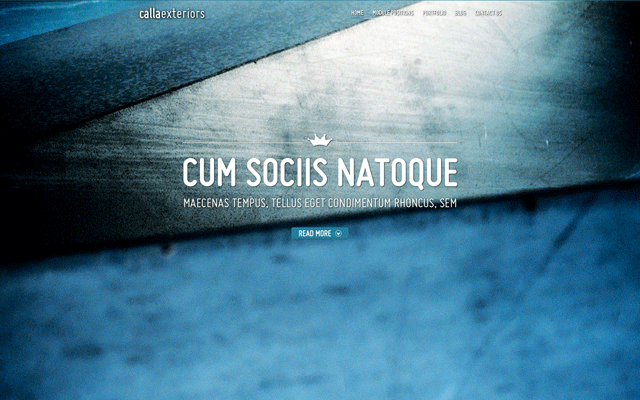 callaexteriors
HOME MODULE POSITIONS PORTFOLIO BLOG CONTACT US
CUM SOCIIS NATOQUE
MAECENAS TEMPUS, TELLUS EGET CONDIMENTUM RHONCUS, SEM
READ MORE